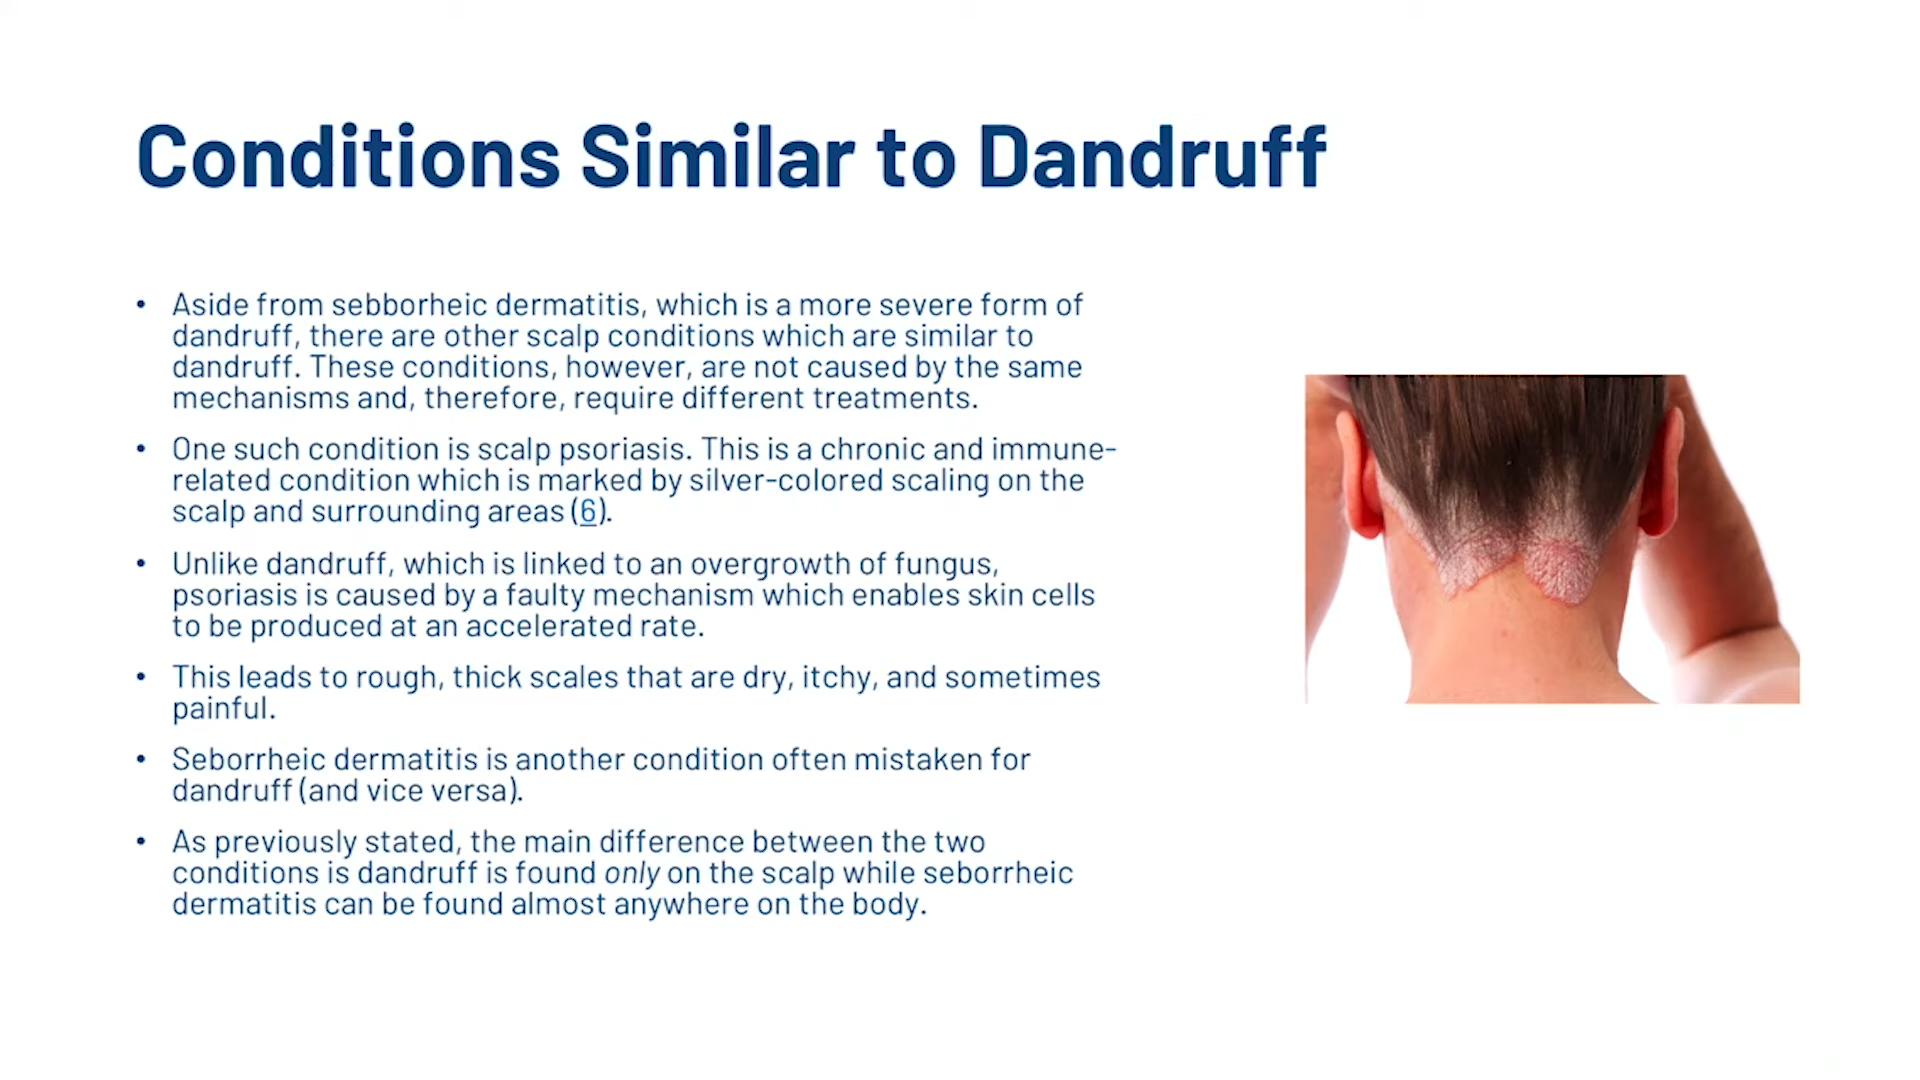 Conditions Similar to Dandruff
• Aside from sebborheic dermatitis, which is a more severe form of
dandruff, there are other scalp conditions which are similar to
dandruff. These conditions, however, are not caused by the same
mechanisms and, therefore, require different treatments.
• One such condition is scalp psoriasis. This is a chronic and immune-
related condition which is marked by silver-colored scaling on the
scalp and surrounding areas (6).
• Unlike dandruff, which is linked to an overgrowth of fungus,
psoriasis is caused by a faulty mechanism which enables skin cells
to be produced at an accelerated rate.
• This leads to rough, thick scales that are dry, itchy, and sometimes
painful.
• Seborrheic dermatitis is another condition often mistaken for
dandruff (and vice versa).
• As previously stated, the main difference between the two
conditions is dandruff is found only on the scalp while seborrheic
dermatitis can be found almost anywhere on the body.